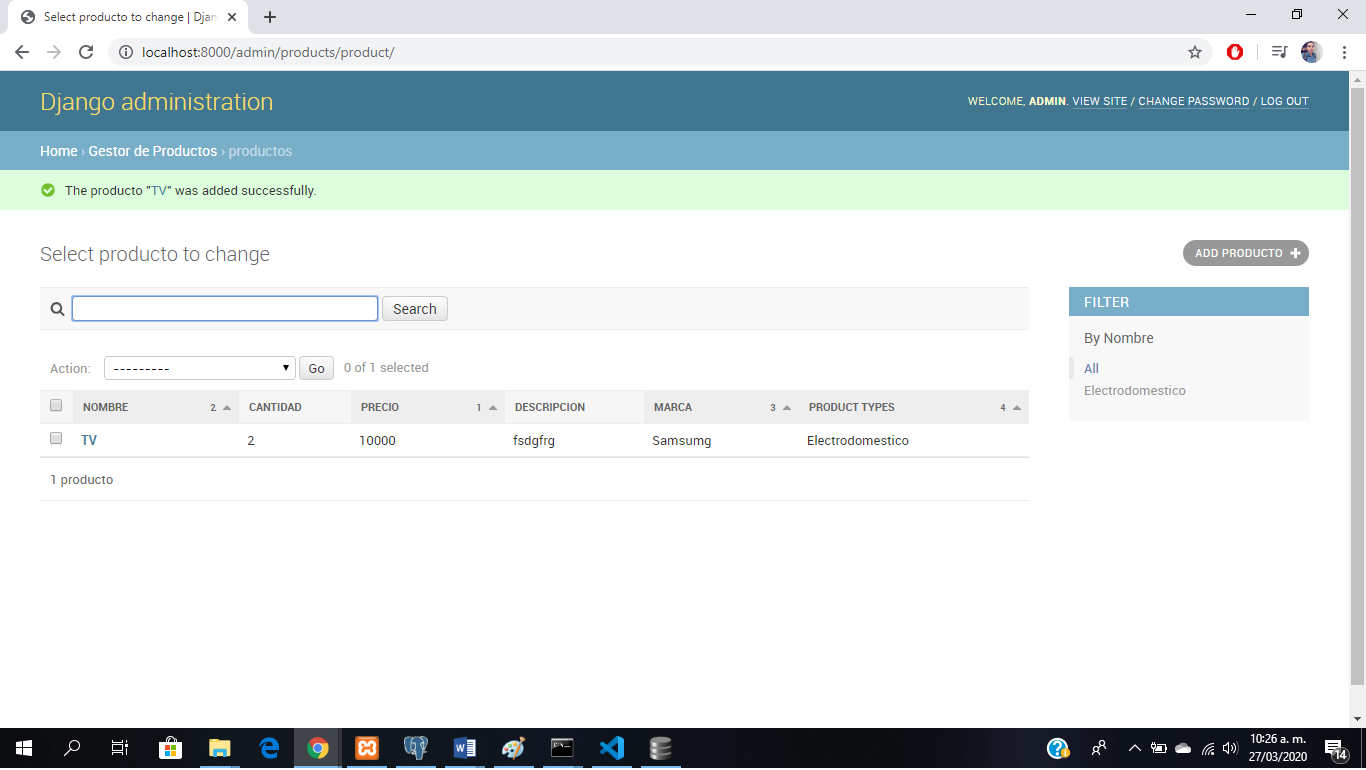 Select producto to change | Djan
localhost:8000/admin/products/product/
Django administration
WELCOME, ADMIN. VIEW SITE / CHANGE PASSWORD / LOG OUT
Home › Gestor de Productos › productos
The producto "TV" was added successfully.
Select producto to change
ADD PRODUCTO
Search
FILTER
By Nombre
All
Electrodomestico
Action: --------- Go 0 of 1 selected
NOMBRE 2 CANTIDAD PRECIO 1 DESCRIPCION MARCA 3 PRODUCT TYPES 4
TV 2 10000 fsdgfrg Samsumg Electrodomestico
1 producto
10:26 a. m.
27/03/2020
14